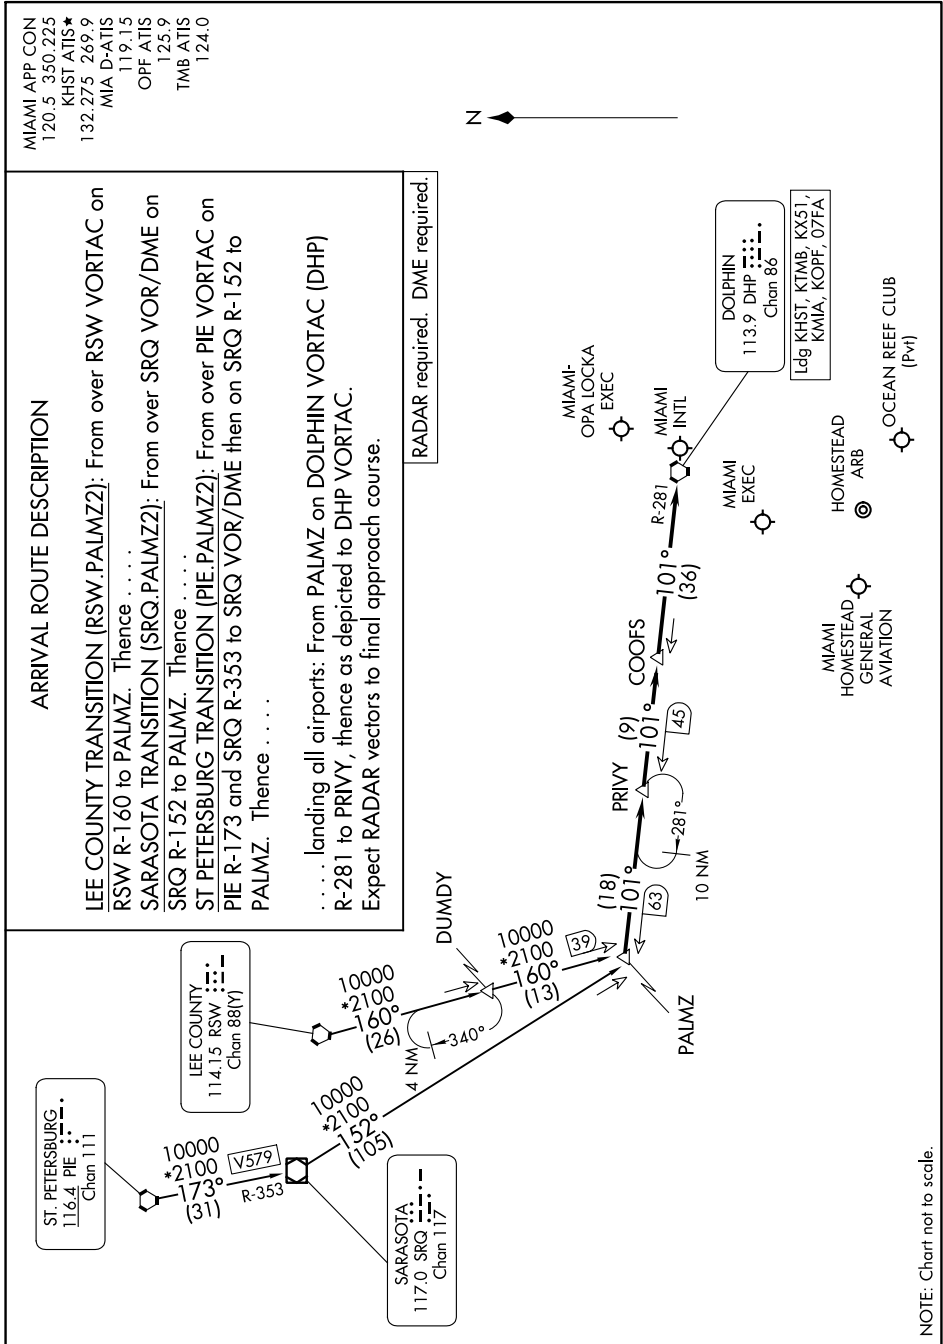 ARRIVAL ROUTE DESCRIPTION
LEE COUNTY TRANSITION (RSW.PALMZ2): From over RSW VORTAC on
RSW R-160 to PALMZ. Thence . . . .
SARASOTA TRANSITION (SRQ.PALMZ2): From over SRQ VOR/DME on
SRQ R-152 to PALMZ. Thence . . . .
ST PETERSBURG TRANSITION (PIE.PALMZ2): From over PIE VORTAC on
PIE R-173 and SRQ R-353 to SRQ VOR/DME then on SRQ R-152 to
PALMZ. Thence . . . .
. . . . landing all airports: From PALMZ on DOLPHIN VORTAC (DHP)
R-281 to PRIVY, thence as depicted to DHP VORTAC.
Expect RADAR vectors to final approach course.
MIAMI APP CON
120.5 350.225
KHST ATIS★
132.275 269.9
MIA D-ATIS
119.15
OPF ATIS
125.9
TMB ATIS
124.0
RADAR required. DME required.
N
ST. PETERSBURG
116.4 PIE
Chan 111
10000
*2100
173°
(31)
V579
R-353
SARASOTA
117.0 SRQ
Chan 117
10000
*2100
152°
(105)
LEE COUNTY
114.15 RSW
Chan 88(Y)
10000
*2100
160°
(26)
4 NM
340°
DUMDY
10000
*2100
160°
(13)
39
PALMZ
(18)
101°
63
10 NM
281°
PRIVY
(9)
101°
45
COOFS
101°
(36)
R-281
DOLPHIN
113.9 DHP
Chan 86
Ldg KHST, KTMB, KX51,
KMIA, KOPF, 07FA
MIAMI-
OPA LOCKA
EXEC
MIAMI
INTL
MIAMI
EXEC
HOMESTEAD
ARB
MIAMI
HOMESTEAD
GENERAL
AVIATION
OCEAN REEF CLUB
(Pvt)
NOTE: Chart not to scale.